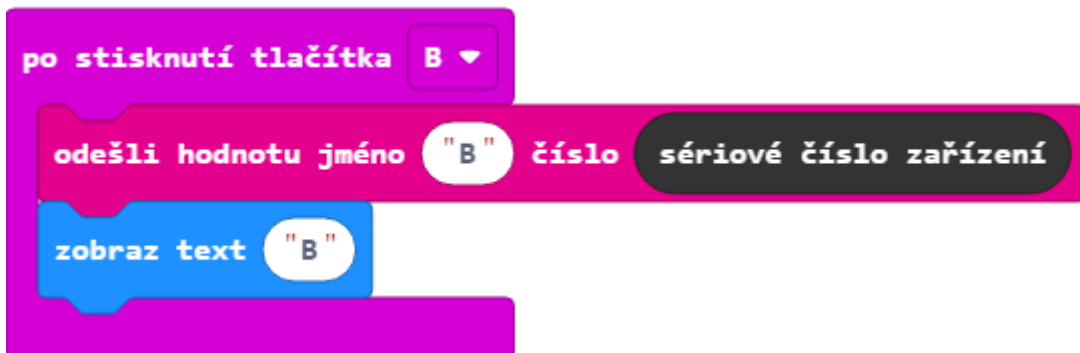 po stisknutí tlačítka B
odešli hodnotu jméno "B" číslo sériové číslo zařízení
zobraz text "B"